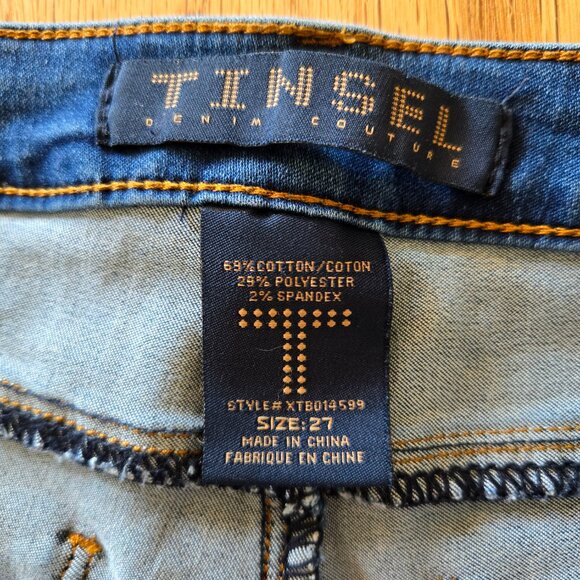 TINSEL
DENIM COUTURE
69% COTTON/COTON
29% POLYESTER
2% SPANDEX
T
STYLE# XTB014599
SIZE: 27
MADE IN CHINA
FABRIQUE EN CHINE